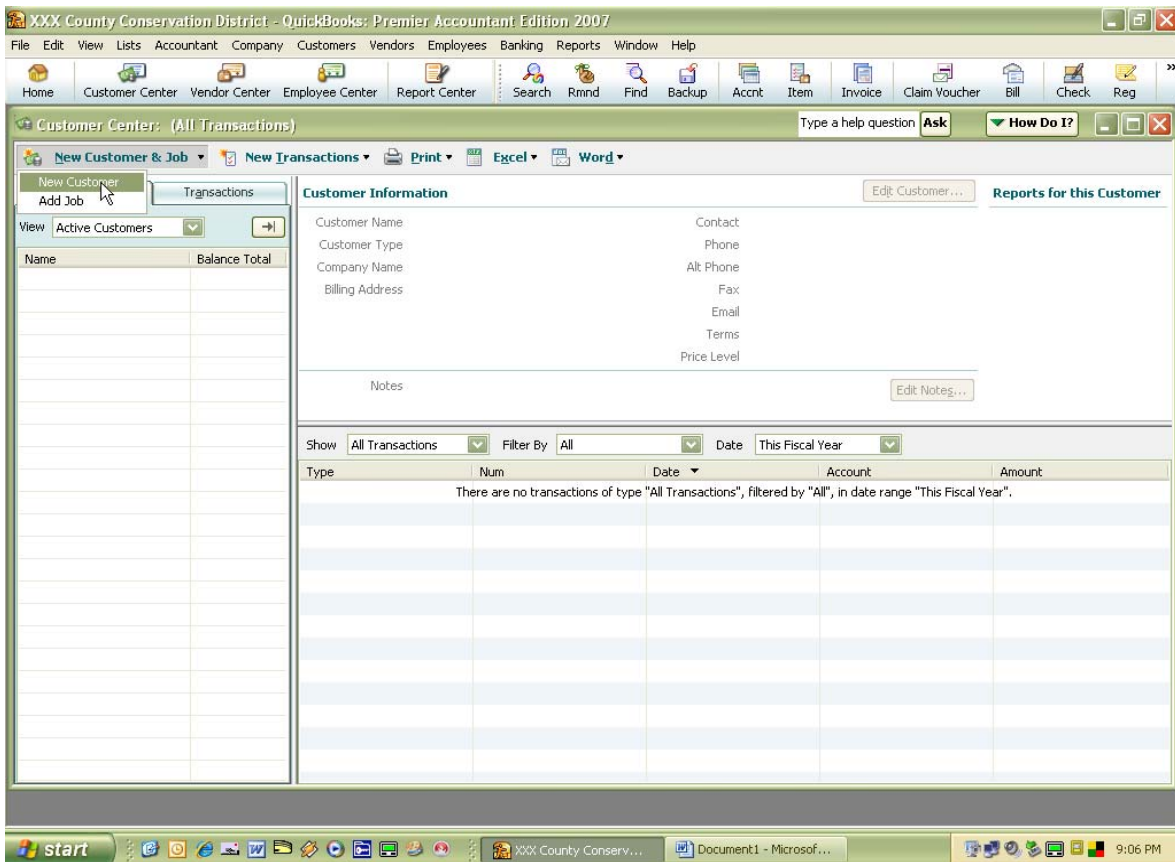 XXX County Conservation District - QuickBooks: Premier Accountant Edition 2007
File Edit View Lists Accountant Company Customers Vendors Employees Banking Reports Window Help
Home Customer Center Vendor Center Employee Center Report Center Search Rmnd Find Backup Accnt Item Invoice Claim Voucher Bill Check Reg »
Customer Center: (All Transactions) Type a help question Ask How Do I?
New Customer & Job New Transactions Print Excel Word
New Customer
Add Job
Transactions
View Active Customers
Name Balance Total
Customer Information Edit Customer... Reports for this Customer
Customer Name Contact
Customer Type Phone
Company Name Alt Phone
Billing Address Fax
Email
Terms
Price Level
Notes Edit Notes...
Show All Transactions Filter By All Date This Fiscal Year
Type Num Date Account Amount
There are no transactions of type "All Transactions", filtered by "All", in date range "This Fiscal Year".
start XXX County Conserv... Document1 - Microsof... 9:06 PM